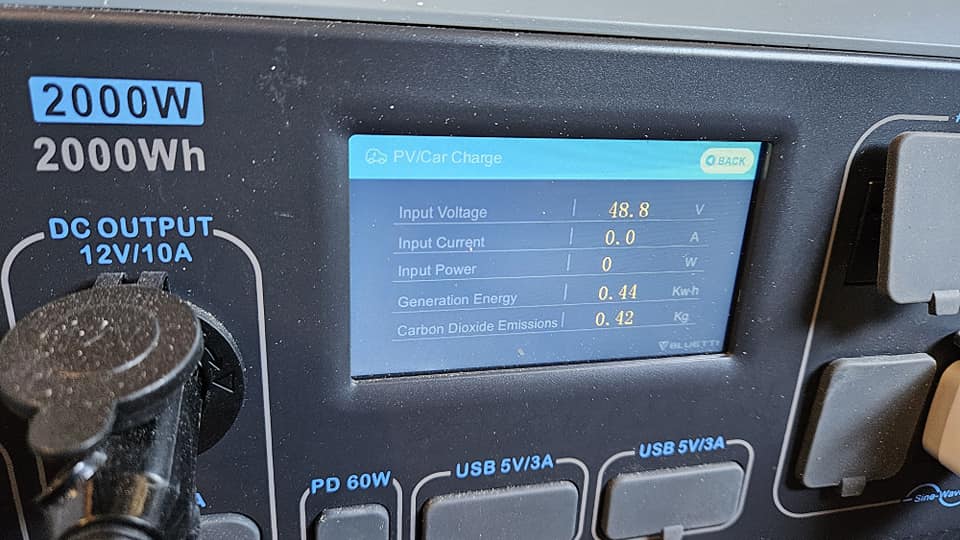 2000W
2000Wh
DC OUTPUT
12V/10A
PV/Car Charge
BACK
Input Voltage | 48.8 V
Input Current | 0.0 A
Input Power | 0 W
Generation Energy | 0.44 Kw·h
Carbon Dioxide Emissions | 0.42 Kg
BLUETTI
PD 60W
USB 5V/3A
USB 5V/3A
A
Sine-Wave